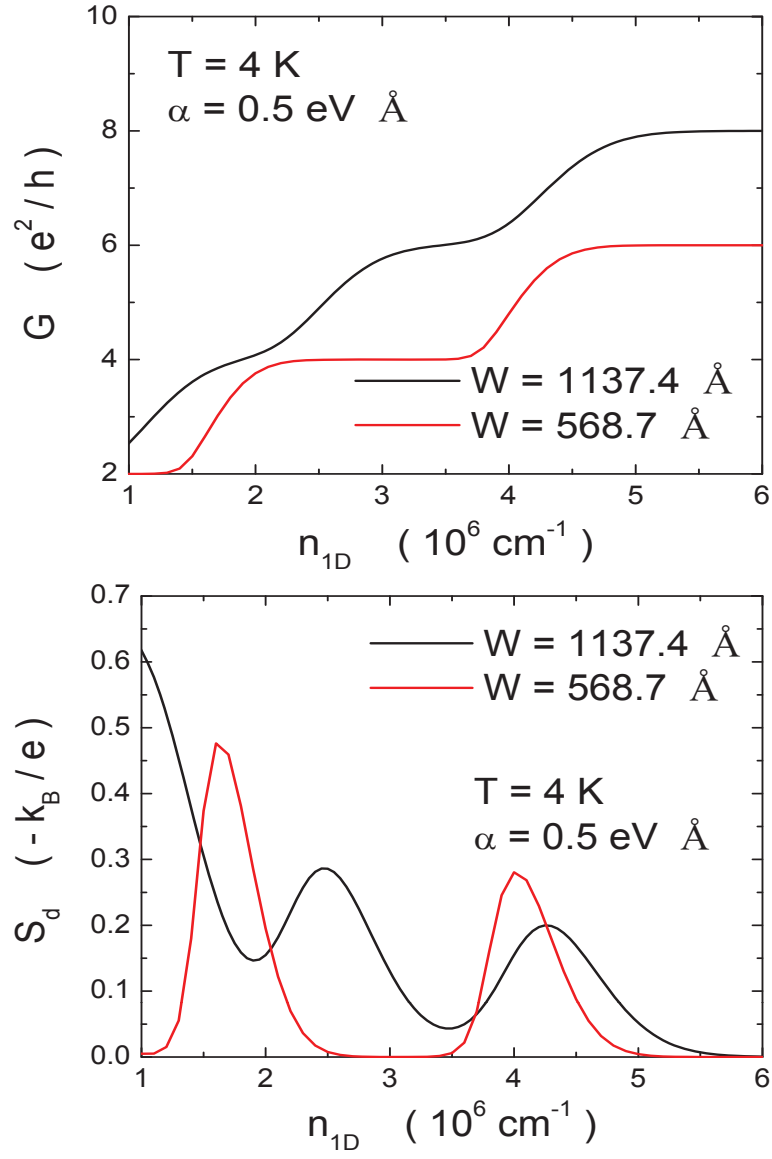 10
8
6
4
2
G ( e²/h )
T = 4 K
α = 0.5 eV Å
W = 1137.4 Å
W = 568.7 Å
1 2 3 4 5 6
n₁D ( 10⁶ cm⁻¹ )
0.7
0.6
0.5
0.4
0.3
0.2
0.1
0.0
S_d ( - k_B / e )
W = 1137.4 Å
W = 568.7 Å
T = 4 K
α = 0.5 eV Å
1 2 3 4 5 6
n₁D ( 10⁶ cm⁻¹ )